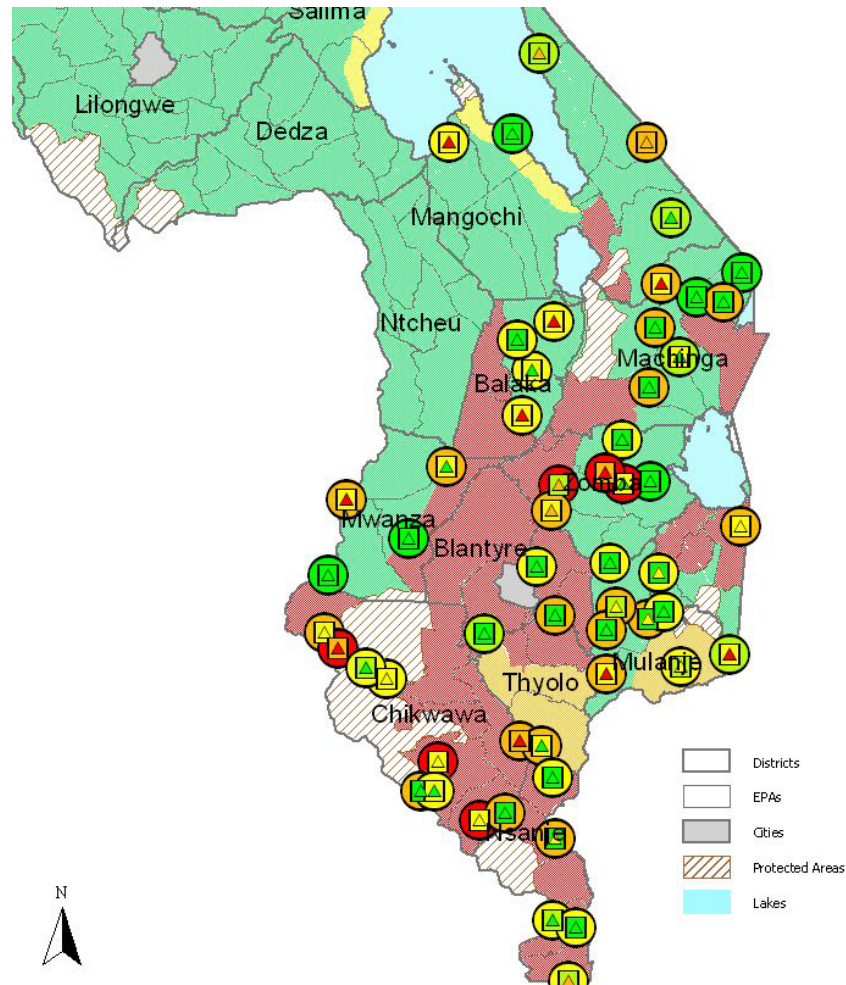 Salima
Lilongwe
Dedza
Mangochi
Ntcheu
Machinga
Balaka
Zomba
Mwanza
Blantyre
Mulanje
Thyolo
Chikwawa
Nsanje
Districts
EPAs
Cities
Protected Areas
Lakes
N